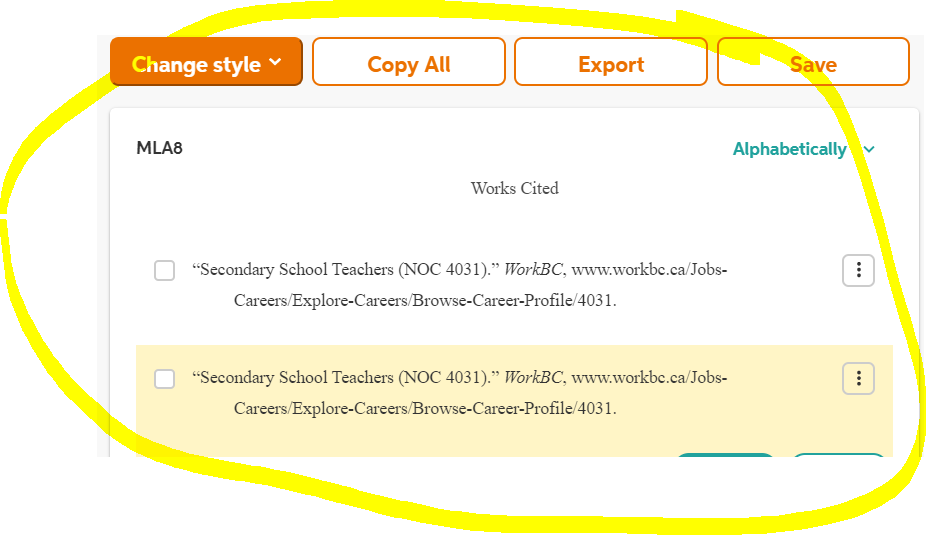 Change style
Copy All
Export
Save
MLA8
Alphabetically
Works Cited
“Secondary School Teachers (NOC 4031).” WorkBC, www.workbc.ca/Jobs-
Careers/Explore-Careers/Browse-Career-Profile/4031.
“Secondary School Teachers (NOC 4031).” WorkBC, www.workbc.ca/Jobs-
Careers/Explore-Careers/Browse-Career-Profile/4031.